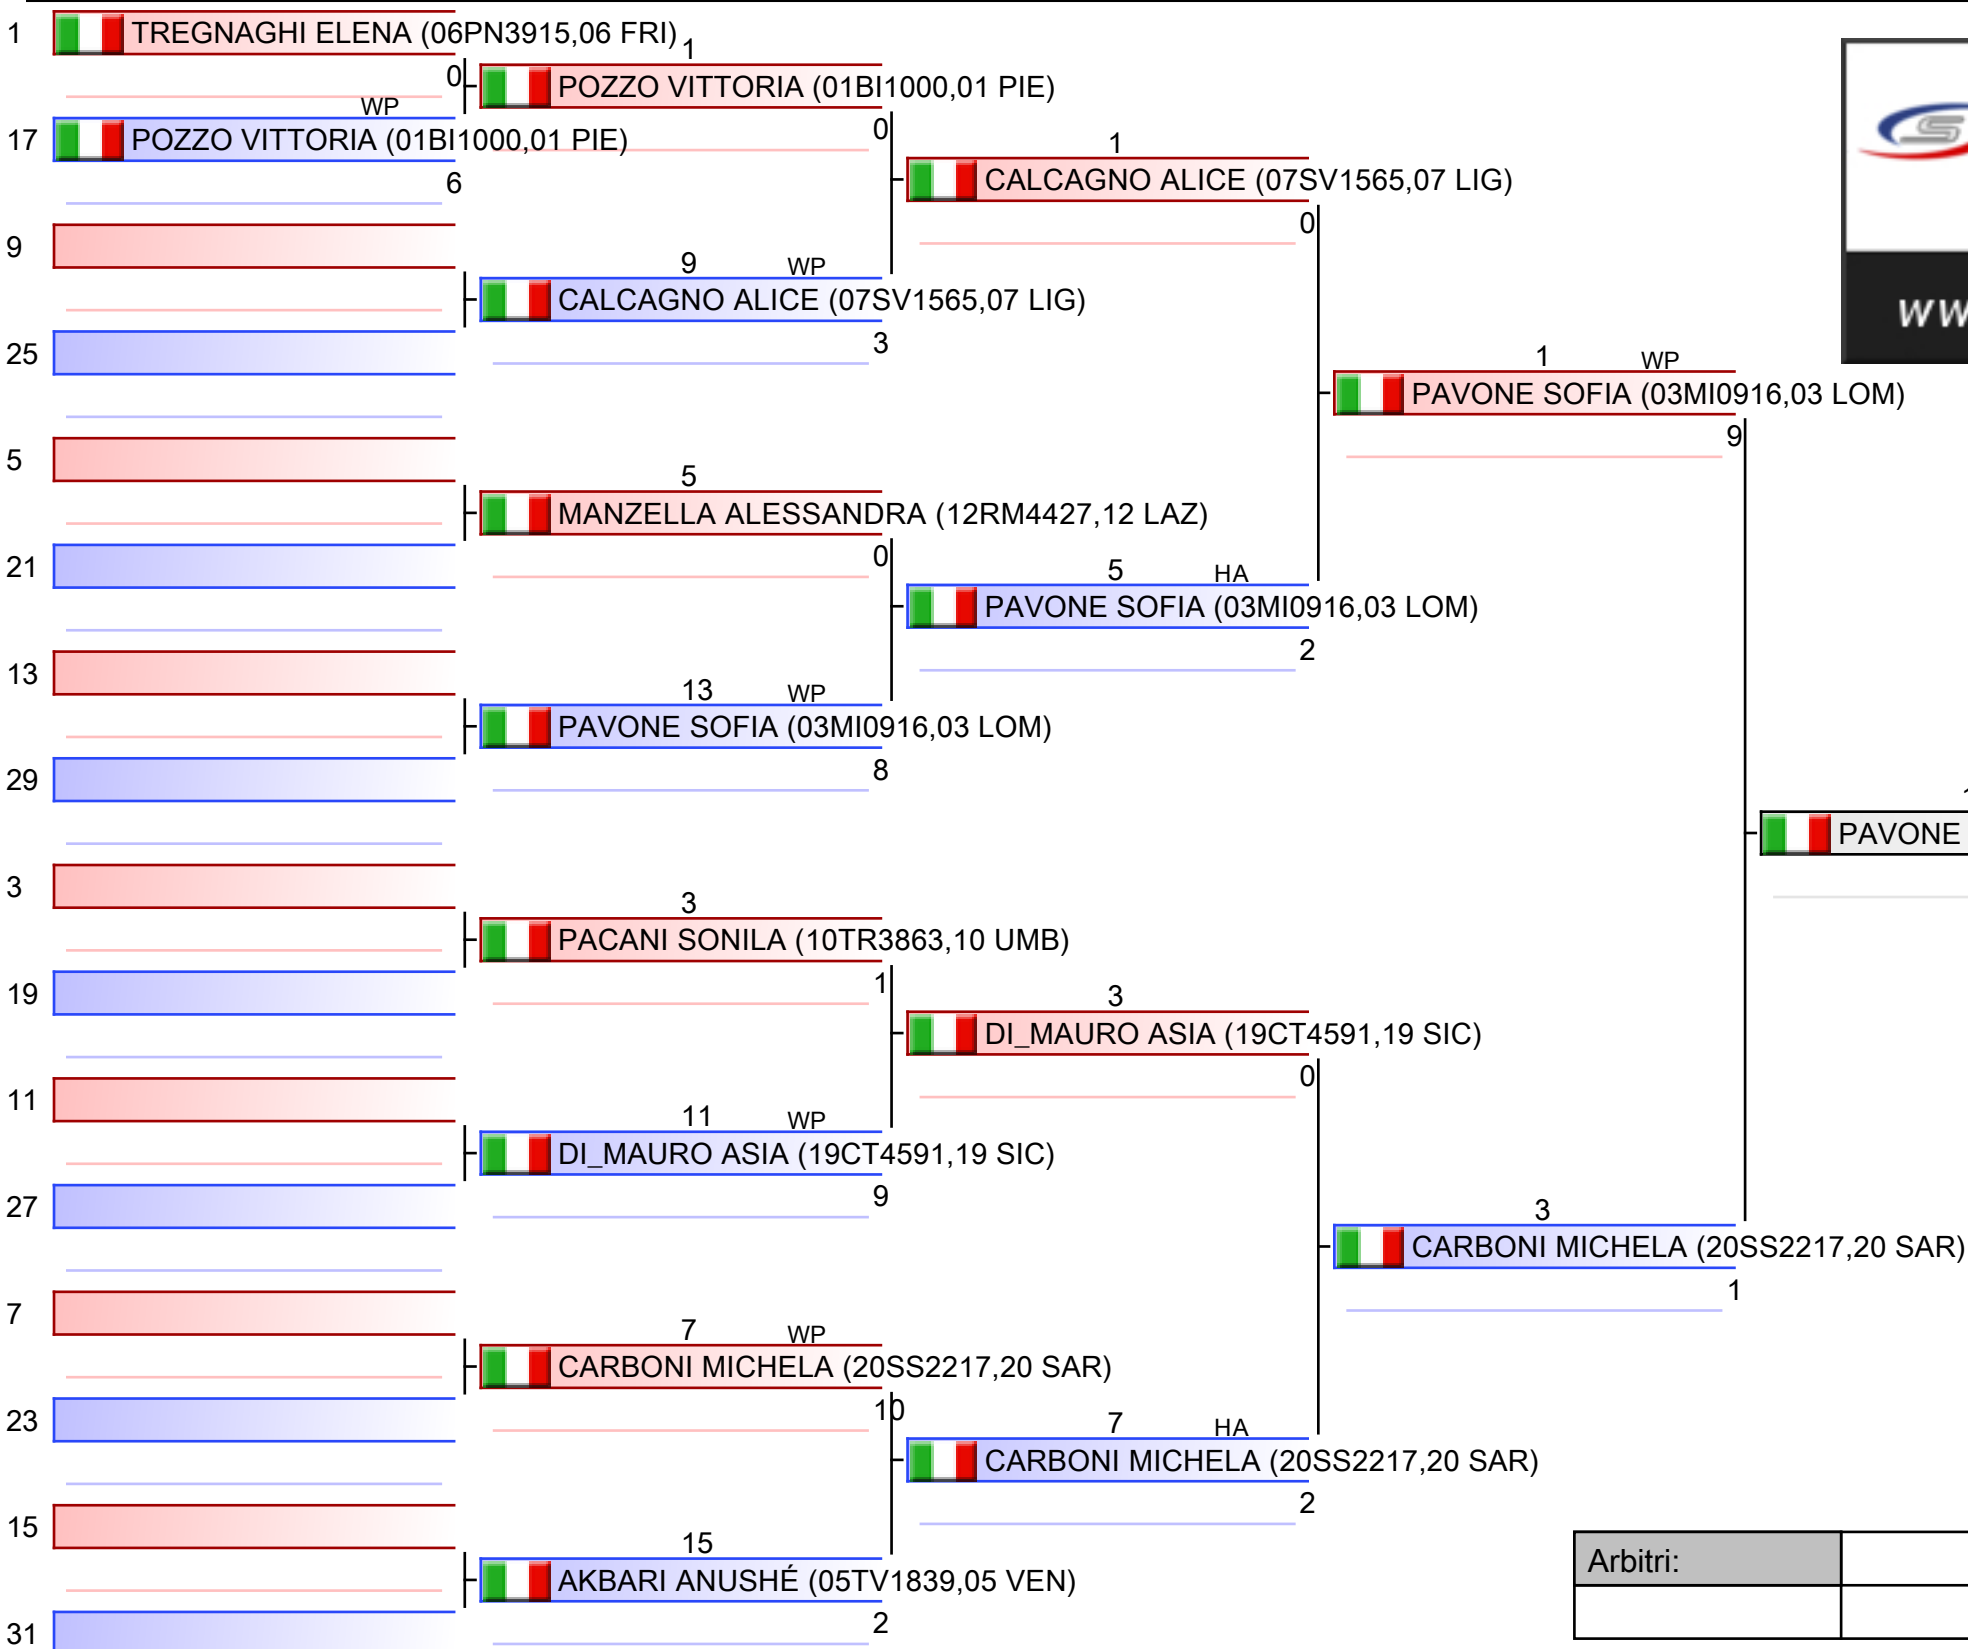 1 TREGNAGHI ELENA (06PN3915,06 FRI)
0
WP
17 POZZO VITTORIA (01BI1000,01 PIE)
6
9
25
5
21
13
29
3
19
11
27
7
23
15
31
1
POZZO VITTORIA (01BI1000,01 PIE)
0
9 WP
CALCAGNO ALICE (07SV1565,07 LIG)
3
5
MANZELLA ALESSANDRA (12RM4427,12 LAZ)
0
13 WP
PAVONE SOFIA (03MI0916,03 LOM)
8
3
PACANI SONILA (10TR3863,10 UMB)
1
11 WP
DI_MAURO ASIA (19CT4591,19 SIC)
9
7 WP
CARBONI MICHELA (20SS2217,20 SAR)
10
15
AKBARI ANUSHÉ (05TV1839,05 VEN)
2
1
CALCAGNO ALICE (07SV1565,07 LIG)
0
5 HA
PAVONE SOFIA (03MI0916,03 LOM)
2
3
DI_MAURO ASIA (19CT4591,19 SIC)
0
7 HA
CARBONI MICHELA (20SS2217,20 SAR)
2
1 WP
PAVONE SOFIA (03MI0916,03 LOM)
9
3
CARBONI MICHELA (20SS2217,20 SAR)
1
PAVONE
Arbitri: